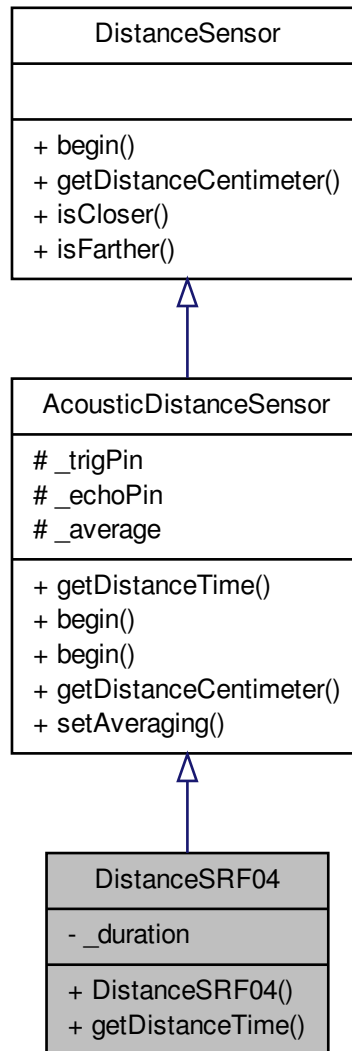 DistanceSensor
+ begin()
+ getDistanceCentimeter()
+ isCloser()
+ isFarther()
AcousticDistanceSensor
# _trigPin
# _echoPin
# _average
+ getDistanceTime()
+ begin()
+ begin()
+ getDistanceCentimeter()
+ setAveraging()
DistanceSRF04
- _duration
+ DistanceSRF04()
+ getDistanceTime()